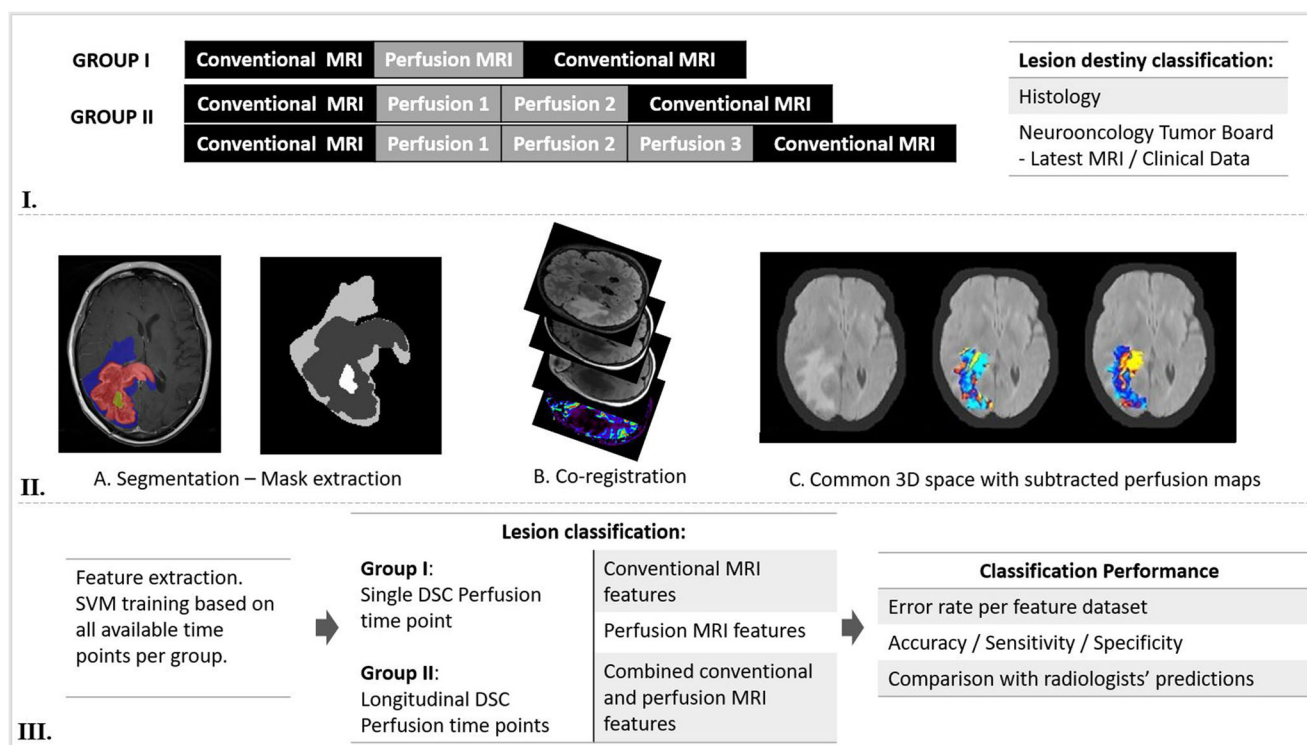 GROUP I
Conventional MRI Perfusion MRI Conventional MRI
GROUP II
Conventional MRI Perfusion 1 Perfusion 2 Conventional MRI
Conventional MRI Perfusion 1 Perfusion 2 Perfusion 3 Conventional MRI
Lesion destiny classification:
Histology
Neurooncology Tumor Board
- Latest MRI / Clinical Data
I.
A. Segmentation – Mask extraction
B. Co-registration
C. Common 3D space with subtracted perfusion maps
II.
Feature extraction.
SVM training based on
all available time
points per group.
Lesion classification:
Group I:
Single DSC Perfusion
time point
Group II:
Longitudinal DSC
Perfusion time points
Conventional MRI
features
Perfusion MRI features
Combined conventional
and perfusion MRI
features
Classification Performance
Error rate per feature dataset
Accuracy / Sensitivity / Specificity
Comparison with radiologists’ predictions
III.